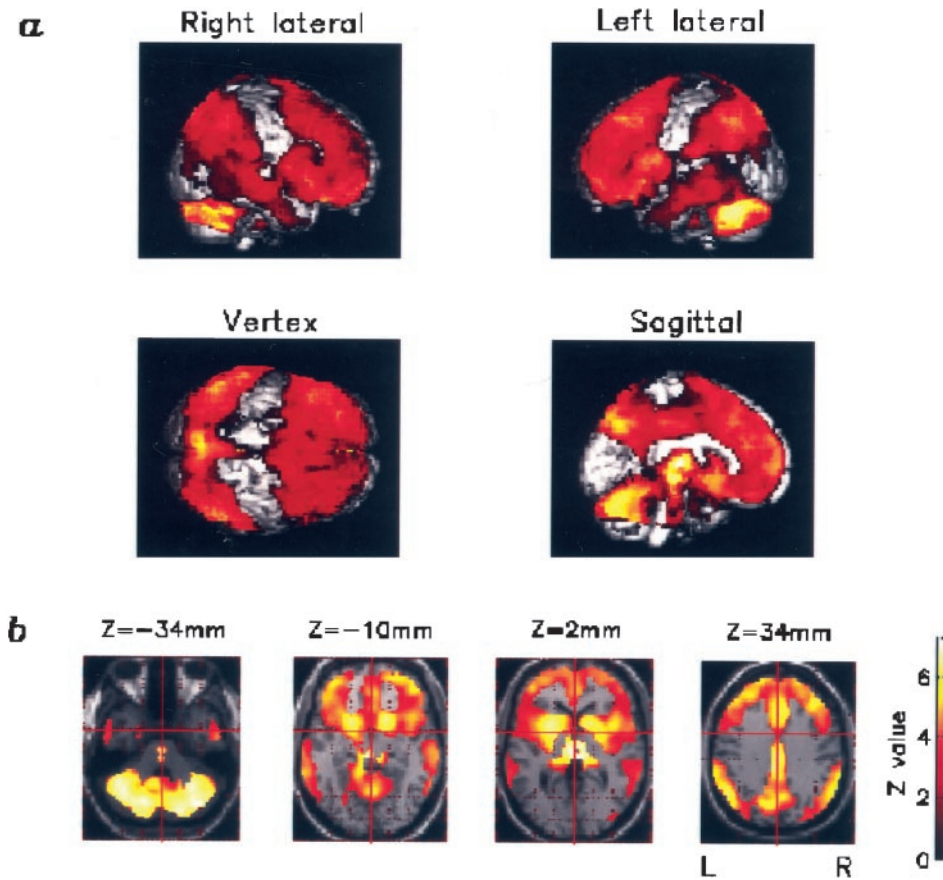 a
Right lateral
Left lateral
Vertex
Sagittal
b
Z=-34mm
Z=-10mm
Z=2mm
Z=34mm
6
4
2
0
Z value
L R